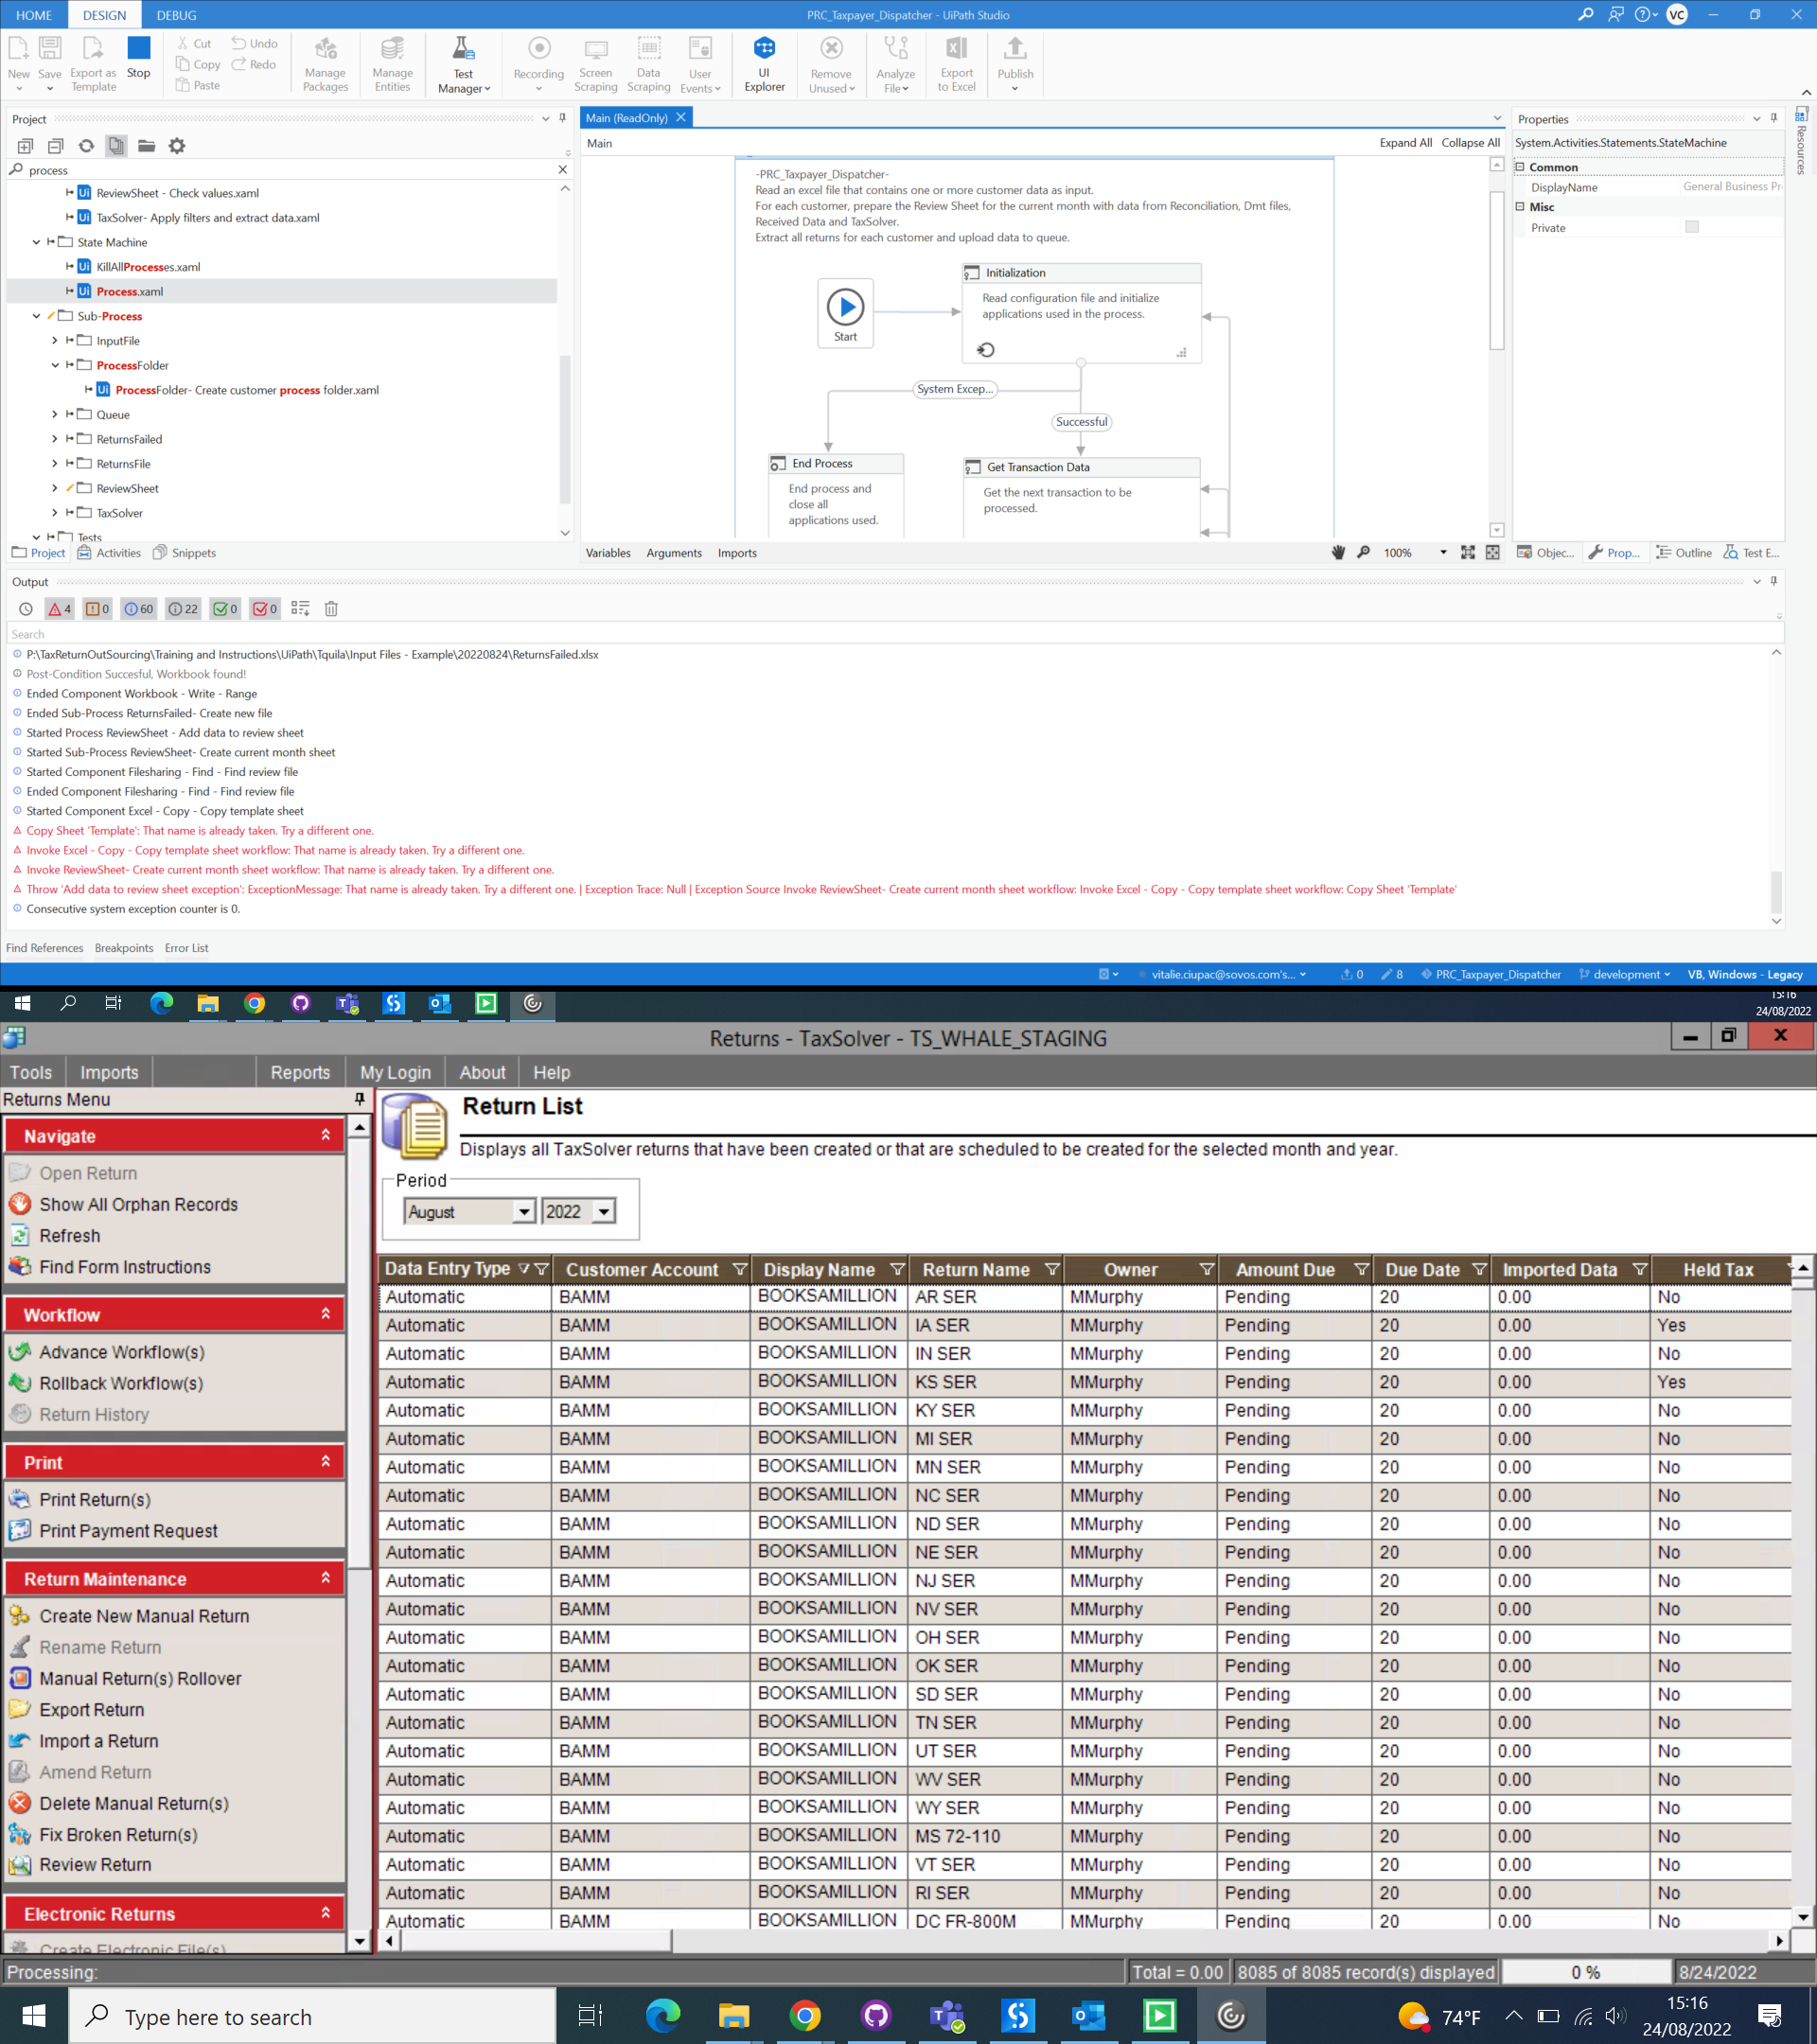 HOME DESIGN DEBUG PRC_Taxpayer_Dispatcher - UiPath Studio VC
New Save Export as Template Stop Cut Copy Paste Undo Redo Manage Packages Manage Entities Test Manager Recording Screen Scraping Data Scraping User Events UI Explorer Remove Unused Analyze File Export to Excel Publish
Project
process
ReviewSheet - Check values.xaml
TaxSolver- Apply filters and extract data.xaml
State Machine
KillAllProcesses.xaml
Process.xaml
Sub-Process
InputFile
ProcessFolder
ProcessFolder- Create customer process folder.xaml
Queue
ReturnsFailed
ReturnsFile
ReviewSheet
TaxSolver
Tests
Project Activities Snippets
Main (ReadOnly)
Main Expand All Collapse All
-PRC_Taxpayer_Dispatcher-
Read an excel file that contains one or more customer data as input.
For each customer, prepare the Review Sheet for the current month with data from Reconciliation, Dmt files,
Received Data and TaxSolver.
Extract all returns for each customer and upload data to queue.
Start
Initialization
Read configuration file and initialize
applications used in the process.
System Excep...
Successful
End Process
End process and
close all
applications used.
Get Transaction Data
Get the next transaction to be
processed.
Variables Arguments Imports 100%
Properties
System.Activities.Statements.StateMachine
Common
DisplayName General Business Pr
Misc
Private
Resources
Objec... Prop... Outline Test E...
Output
4 0 60 22 0 0
Search
P:\TaxReturnOutSourcing\Training and Instructions\UiPath\Tquila\Input Files - Example\20220824\ReturnsFailed.xlsx
Post-Condition Succesful, Workbook found!
Ended Component Workbook - Write - Range
Ended Sub-Process ReturnsFailed- Create new file
Started Process ReviewSheet - Add data to review sheet
Started Sub-Process ReviewSheet- Create current month sheet
Started Component Filesharing - Find - Find review file
Ended Component Filesharing - Find - Find review file
Started Component Excel - Copy - Copy template sheet
Copy Sheet 'Template': That name is already taken. Try a different one.
Invoke Excel - Copy - Copy template sheet workflow: That name is already taken. Try a different one.
Invoke ReviewSheet- Create current month sheet workflow: That name is already taken. Try a different one.
Throw 'Add data to review sheet exception': ExceptionMessage: That name is already taken. Try a different one. | Exception Trace: Null | Exception Source Invoke ReviewSheet- Create current month sheet workflow: Invoke Excel - Copy - Copy template sheet workflow: Copy Sheet 'Template'
Consecutive system exception counter is 0.
Find References Breakpoints Error List
vitalie.ciupac@sovos.com's... 0 8 PRC_Taxpayer_Dispatcher development VB, Windows - Legacy
15:16
24/08/2022
Returns - TaxSolver - TS_WHALE_STAGING
Tools Imports Reports My Login About Help
Returns Menu
Navigate
Open Return
Show All Orphan Records
Refresh
Find Form Instructions
Workflow
Advance Workflow(s)
Rollback Workflow(s)
Return History
Print
Print Return(s)
Print Payment Request
Return Maintenance
Create New Manual Return
Rename Return
Manual Return(s) Rollover
Export Return
Import a Return
Amend Return
Delete Manual Return(s)
Fix Broken Return(s)
Review Return
Electronic Returns
Create Electronic File(s)
Return List
Displays all TaxSolver returns that have been created or that are scheduled to be created for the selected month and year.
Period
August 2022
Data Entry Type Customer Account Display Name Return Name Owner Amount Due Due Date Imported Data Held Tax
Automatic BAMM BOOKSAMILLION AR SER MMurphy Pending 20 0.00 No
Automatic BAMM BOOKSAMILLION IA SER MMurphy Pending 20 0.00 Yes
Automatic BAMM BOOKSAMILLION IN SER MMurphy Pending 20 0.00 No
Automatic BAMM BOOKSAMILLION KS SER MMurphy Pending 20 0.00 Yes
Automatic BAMM BOOKSAMILLION KY SER MMurphy Pending 20 0.00 No
Automatic BAMM BOOKSAMILLION MI SER MMurphy Pending 20 0.00 No
Automatic BAMM BOOKSAMILLION MN SER MMurphy Pending 20 0.00 No
Automatic BAMM BOOKSAMILLION NC SER MMurphy Pending 20 0.00 No
Automatic BAMM BOOKSAMILLION ND SER MMurphy Pending 20 0.00 No
Automatic BAMM BOOKSAMILLION NE SER MMurphy Pending 20 0.00 No
Automatic BAMM BOOKSAMILLION NJ SER MMurphy Pending 20 0.00 No
Automatic BAMM BOOKSAMILLION NV SER MMurphy Pending 20 0.00 No
Automatic BAMM BOOKSAMILLION OH SER MMurphy Pending 20 0.00 No
Automatic BAMM BOOKSAMILLION OK SER MMurphy Pending 20 0.00 No
Automatic BAMM BOOKSAMILLION SD SER MMurphy Pending 20 0.00 No
Automatic BAMM BOOKSAMILLION TN SER MMurphy Pending 20 0.00 No
Automatic BAMM BOOKSAMILLION UT SER MMurphy Pending 20 0.00 No
Automatic BAMM BOOKSAMILLION WV SER MMurphy Pending 20 0.00 No
Automatic BAMM BOOKSAMILLION WY SER MMurphy Pending 20 0.00 No
Automatic BAMM BOOKSAMILLION MS 72-110 MMurphy Pending 20 0.00 No
Automatic BAMM BOOKSAMILLION VT SER MMurphy Pending 20 0.00 No
Automatic BAMM BOOKSAMILLION RI SER MMurphy Pending 20 0.00 No
Automatic BAMM BOOKSAMILLION DC FR-800M MMurphy Pending 20 0.00 No
Processing: Total = 0.00 8085 of 8085 record(s) displayed 0 % 8/24/2022
Type here to search 74°F 15:16
24/08/2022